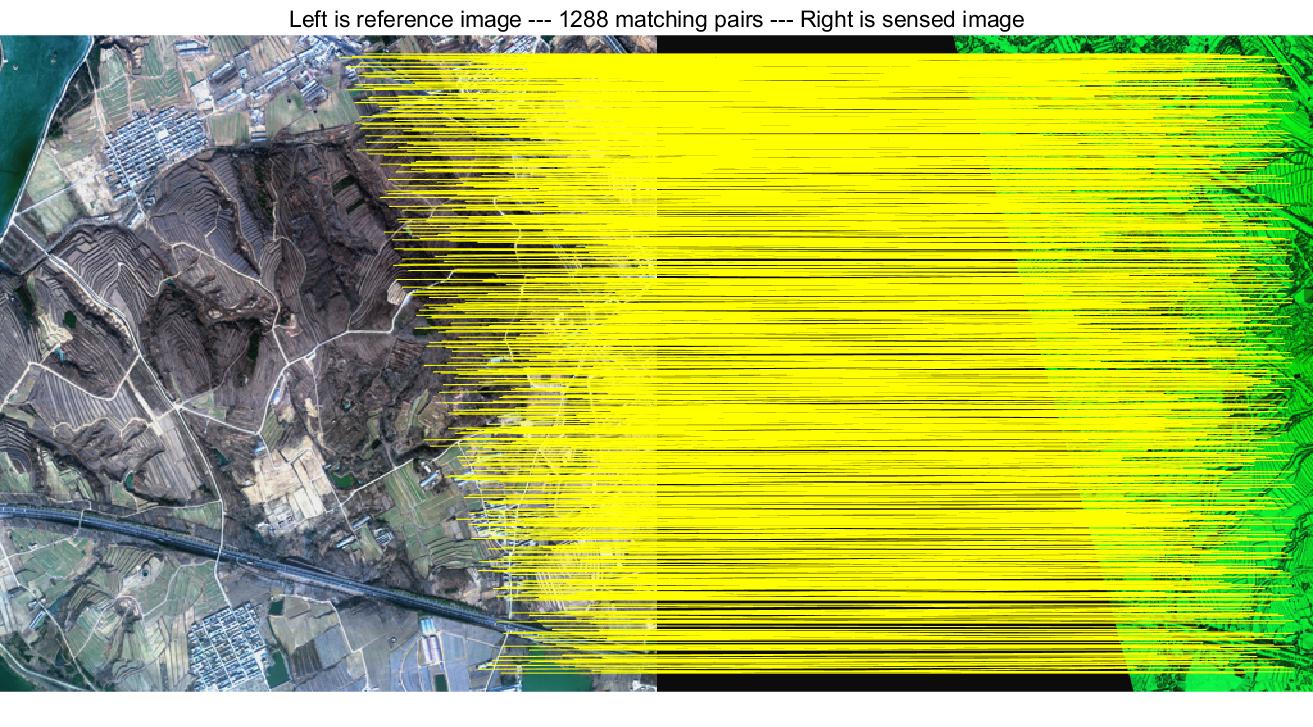 Left is reference image --- 1288 matching pairs --- Right is sensed image